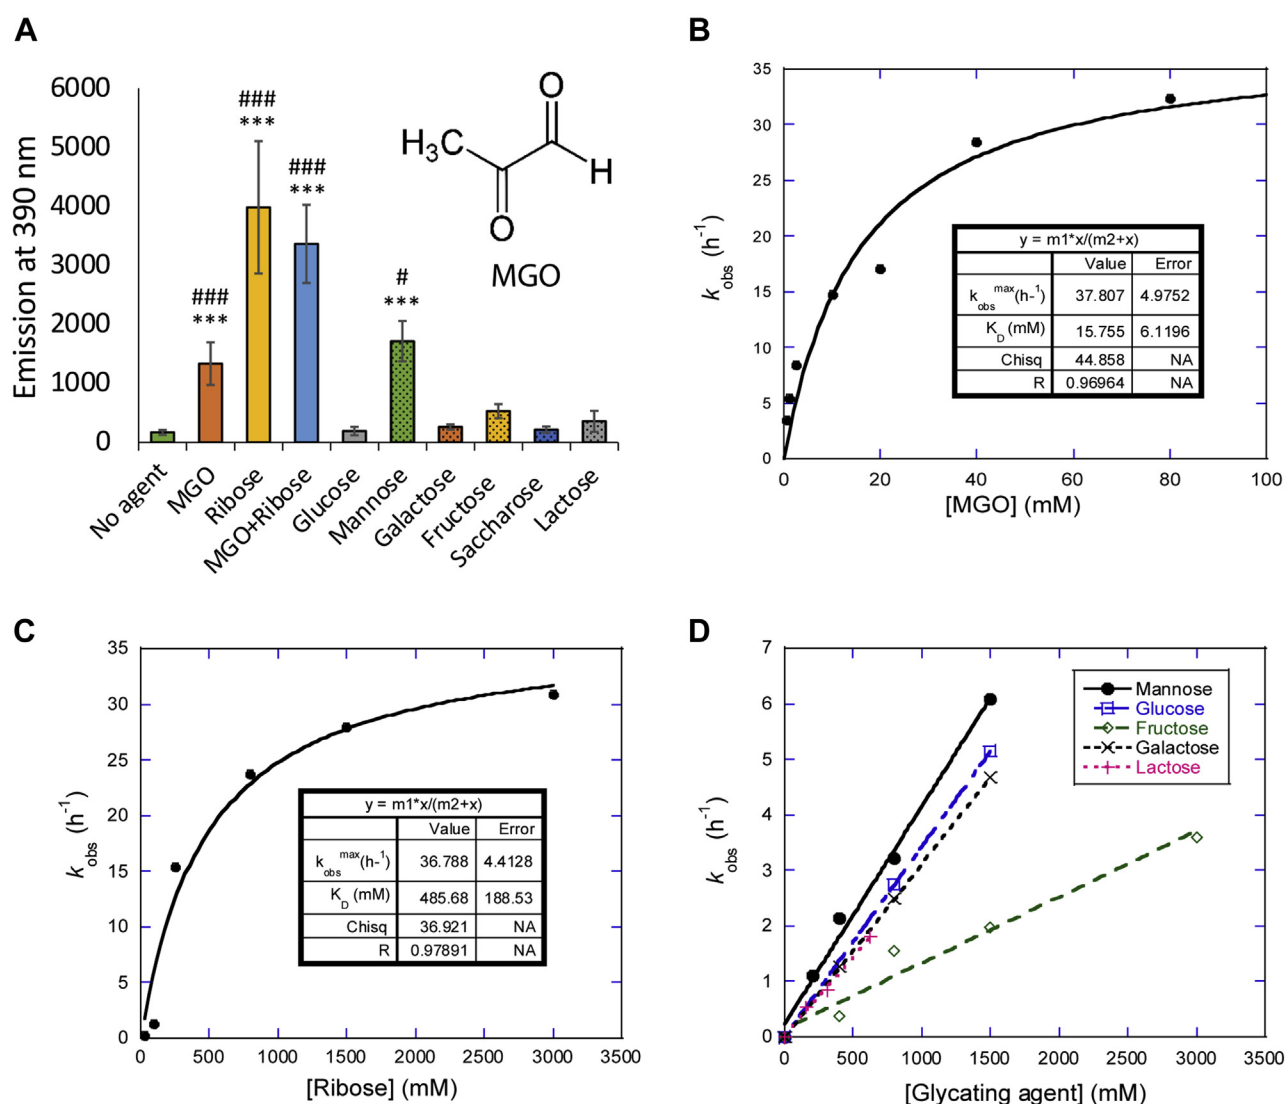 A
Emission at 390 nm
6000
5000
4000
3000
2000
1000
0
###
***
###
***
###
***
#
***
No agent
MGO
Ribose
MGO+Ribose
Glucose
Mannose
Galactose
Fructose
Saccharose
Lactose
O
H3C
H
O
MGO
B
kobs (h-1)
35
30
25
20
15
10
5
0
0 20 40 60 80 100
[MGO] (mM)
y = m1*x/(m2+x)
Value Error
kobsmax(h-1) 37.807 4.9752
KD(mM) 15.755 6.1196
Chisq 44.858 NA
R 0.96964 NA
C
kobs (h-1)
35
30
25
20
15
10
5
0
0 500 1000 1500 2000 2500 3000 3500
[Ribose] (mM)
y = m1*x/(m2+x)
Value Error
kobsmax(h-1) 36.788 4.4128
KD(mM) 485.68 188.53
Chisq 36.921 NA
R 0.97891 NA
D
kobs (h-1)
7
6
5
4
3
2
1
0
0 500 1000 1500 2000 2500 3000 3500
[Glycating agent] (mM)
Mannose
Glucose
Fructose
Galactose
Lactose